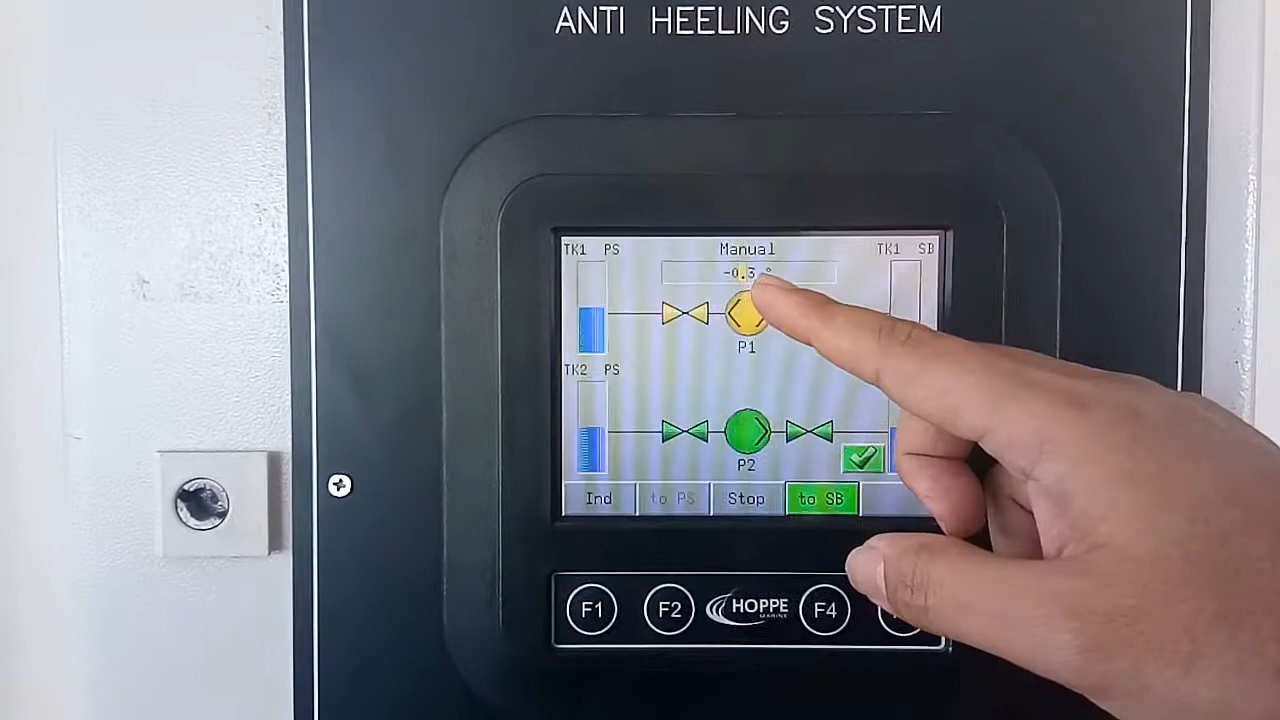 ANTI HEELING SYSTEM
TK1 PS Manual TK1 SB
-0.3 °
P1
TK2 PS
P2
Ind to PS Stop to SB
F1 F2 HOPPE MARINE F4